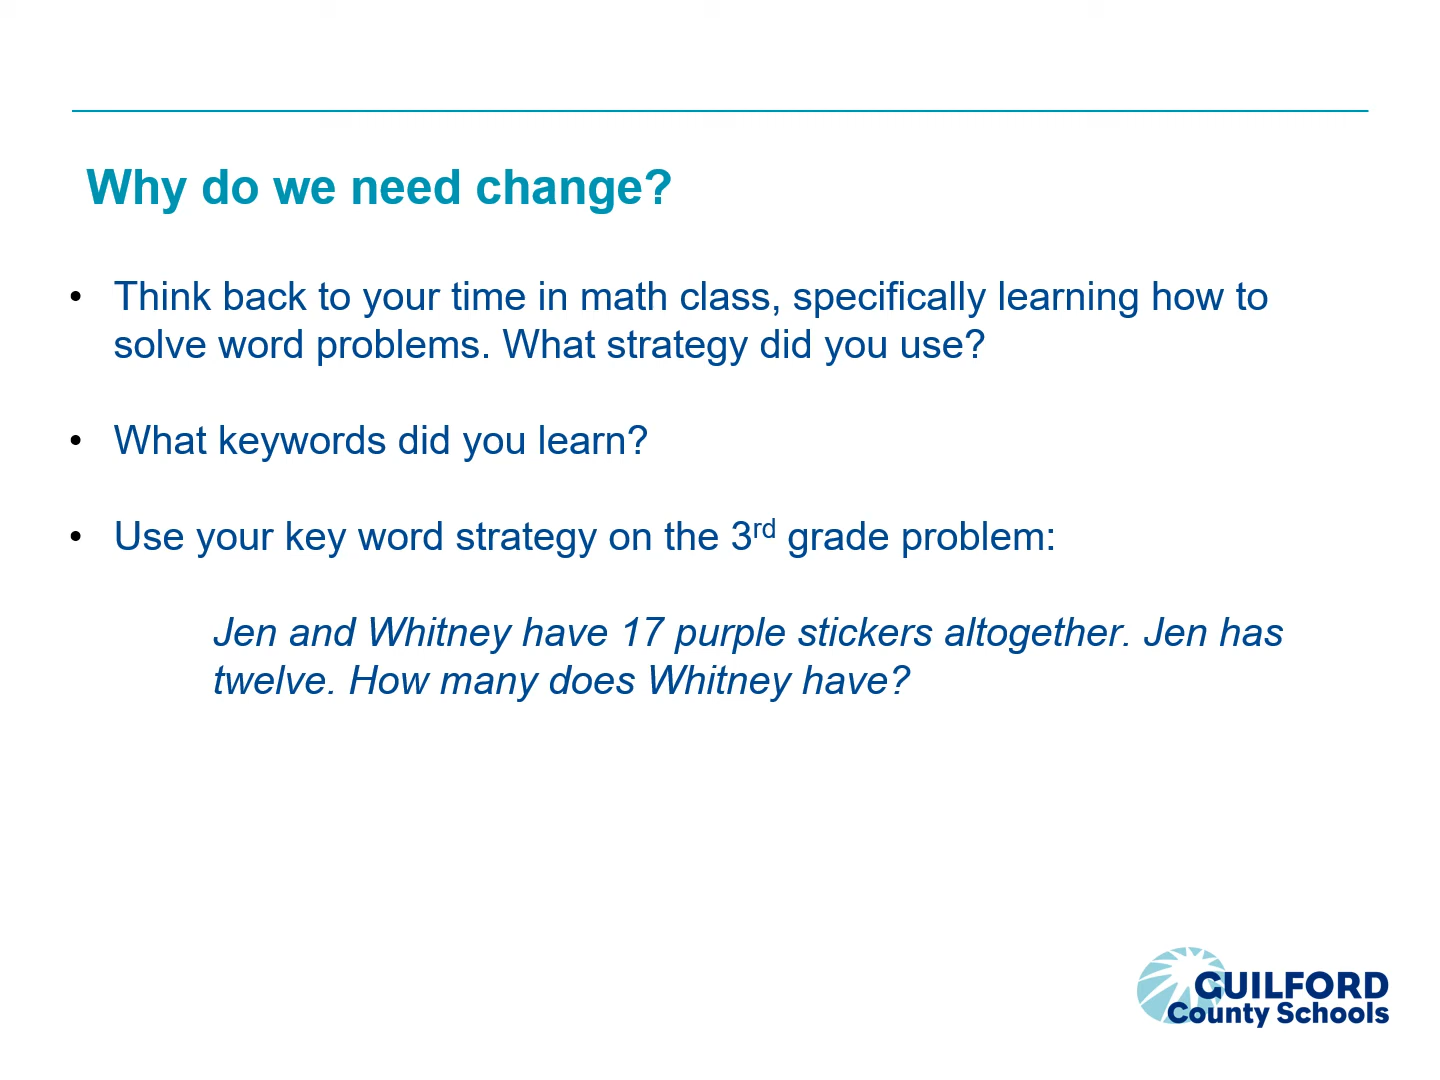 Why do we need change?
• Think back to your time in math class, specifically learning how to
solve word problems. What strategy did you use?
• What keywords did you learn?
• Use your key word strategy on the 3rd grade problem:
Jen and Whitney have 17 purple stickers altogether. Jen has
twelve. How many does Whitney have?
GUILFORD
County Schools